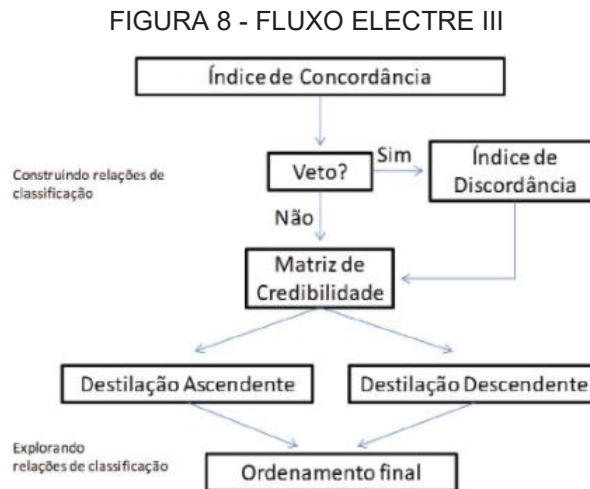 FIGURA 8 - FLUXO ELECTRE III
Índice de Concordância
Construindo relações de
classificação
Veto?
Sim
Índice de
Discordância
Não
Matriz de
Credibilidade
Destilação Ascendente
Destilação Descendente
Explorando
relações de classificação
Ordenamento final